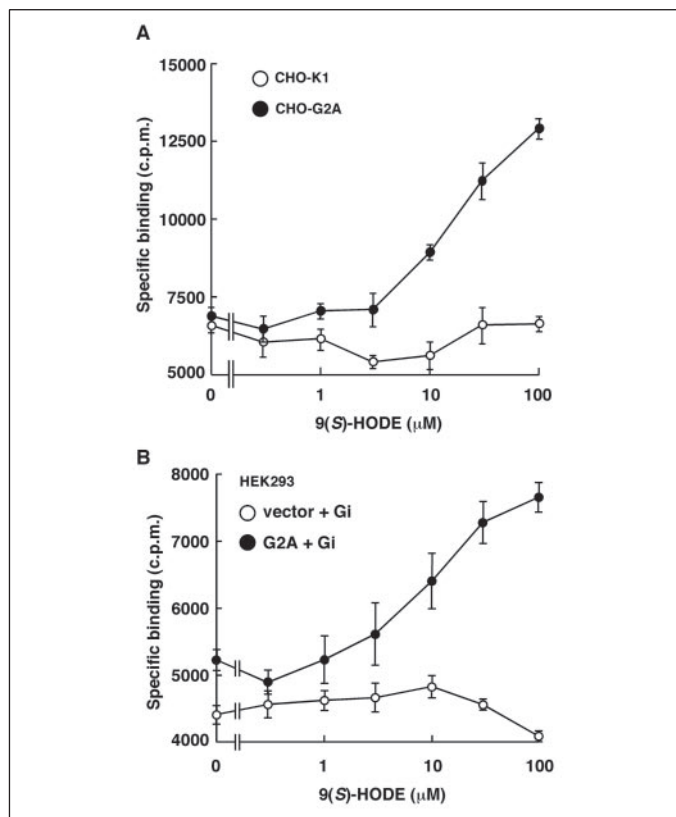 A
15000
CHO-K1
CHO-G2A
12500
10000
7500
5000
Specific binding (c.p.m.)
0 1 10 100
9(S)-HODE (μM)
B
8000
HEK293
vector + Gi
G2A + Gi
7000
6000
5000
4000
Specific binding (c.p.m.)
0 1 10 100
9(S)-HODE (μM)